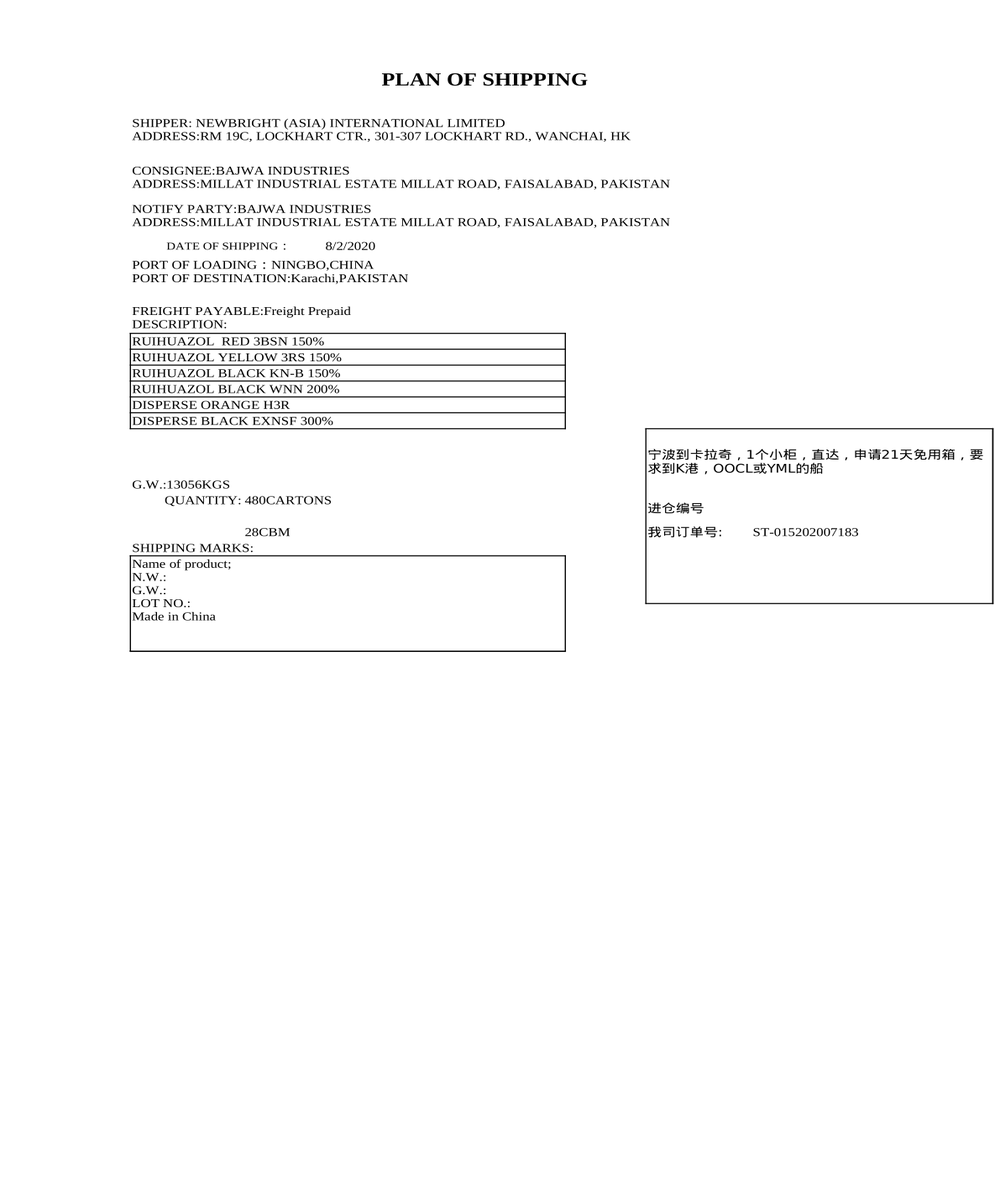 PLAN OF SHIPPING
SHIPPER: NEWBRIGHT (ASIA) INTERNATIONAL LIMITED
ADDRESS:RM 19C, LOCKHART CTR., 301-307 LOCKHART RD., WANCHAI, HK
CONSIGNEE:BAJWA INDUSTRIES
ADDRESS:MILLAT INDUSTRIAL ESTATE MILLAT ROAD, FAISALABAD, PAKISTAN
NOTIFY PARTY:BAJWA INDUSTRIES
ADDRESS:MILLAT INDUSTRIAL ESTATE MILLAT ROAD, FAISALABAD, PAKISTAN
DATE OF SHIPPING： 8/2/2020
PORT OF LOADING：NINGBO,CHINA
PORT OF DESTINATION:Karachi,PAKISTAN
FREIGHT PAYABLE:Freight Prepaid
DESCRIPTION:
RUIHUAZOL  RED 3BSN 150%
RUIHUAZOL YELLOW 3RS 150%
RUIHUAZOL BLACK KN-B 150%
RUIHUAZOL BLACK WNN 200%
DISPERSE ORANGE H3R
DISPERSE BLACK EXNSF 300%
G.W.:13056KGS
QUANTITY: 480CARTONS
28CBM
SHIPPING MARKS:
Name of product;
N.W.:
G.W.:
LOT NO.:
Made in China
宁波到卡拉奇，1个小柜，直达，申请21天免用箱，要
求到K港，OOCL或YML的船
进仓编号
我司订单号: ST-015202007183